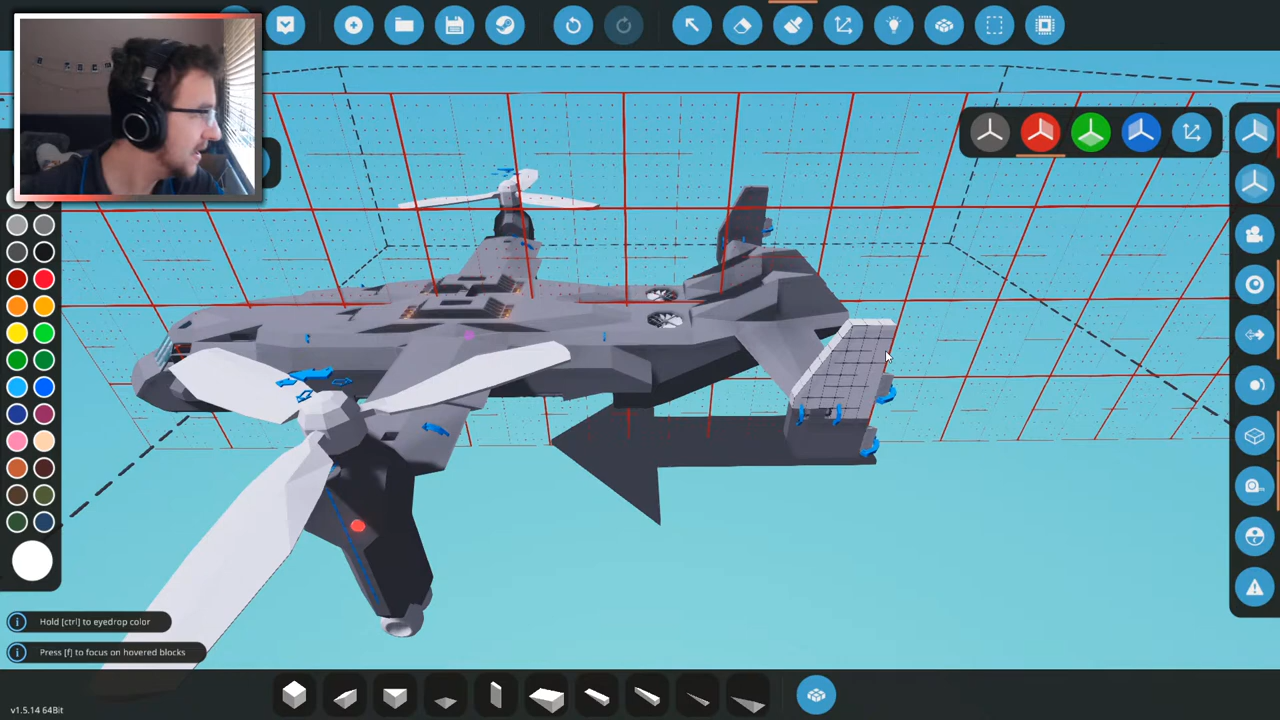 Hold [ctrl] to eyedrop color
Press [f] to focus on hovered blocks
v1.5.14 64Bit